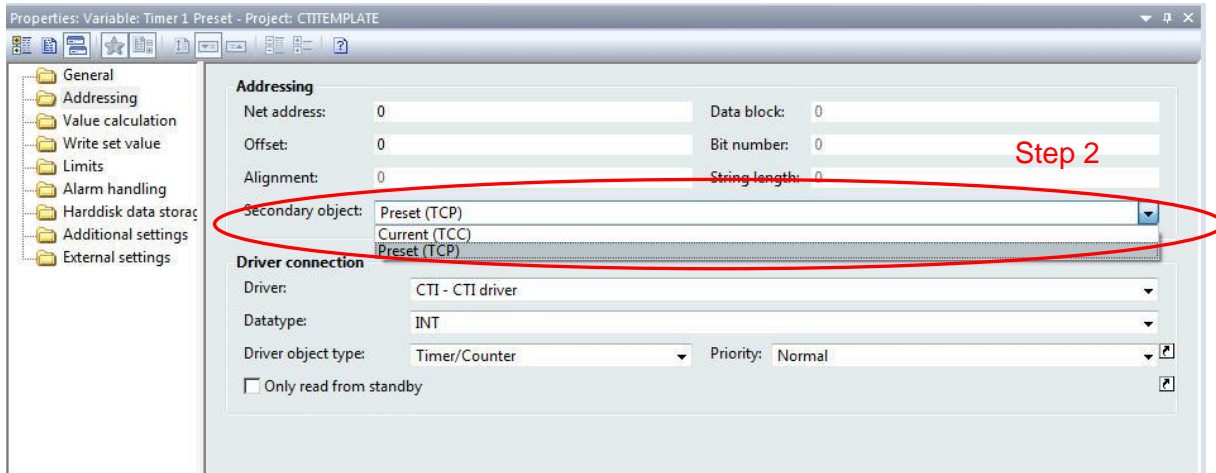 Properties: Variable: Timer 1 Preset - Project: CTITEMPLATE
General
Addressing
Value calculation
Write set value
Limits
Alarm handling
Harddisk data storag
Additional settings
External settings
Addressing
Net address: 0 Data block: 0
Offset: 0 Bit number: 0
Step 2
Alignment: 0 String length: 0
Secondary object: Preset (TCP)
Current (TCC)
Preset (TCP)
Driver connection
Driver: CTI - CTI driver
Datatype: INT
Driver object type: Timer/Counter Priority: Normal
Only read from standby